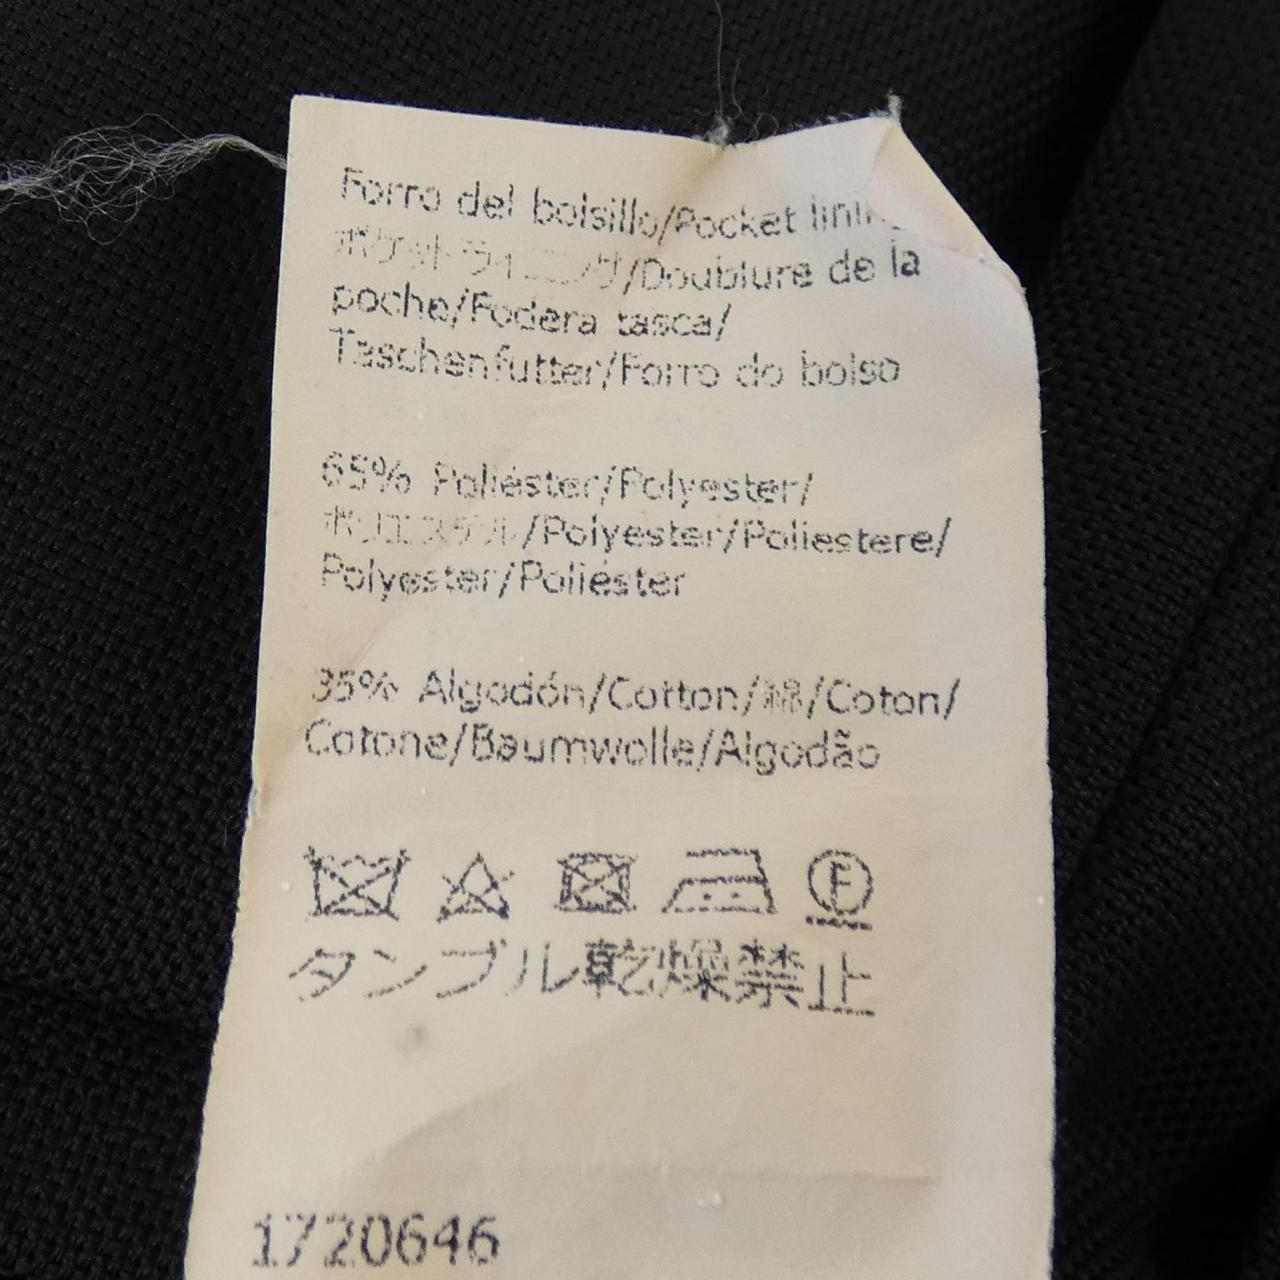 Forro del bolsillo/Pocket lining
ポケットライニング/Doublure de la
poche/Fodera tasca/
Taschenfutter/Forro do bolso
65% Poliéster/Polyester/
ポリエステル/Polyester/Poliestere/
Polyester/Poliéster
35% Algodón/Cotton/綿/Coton/
Cotone/Baumwolle/Algodão
F
タンブル乾燥禁止
1720646